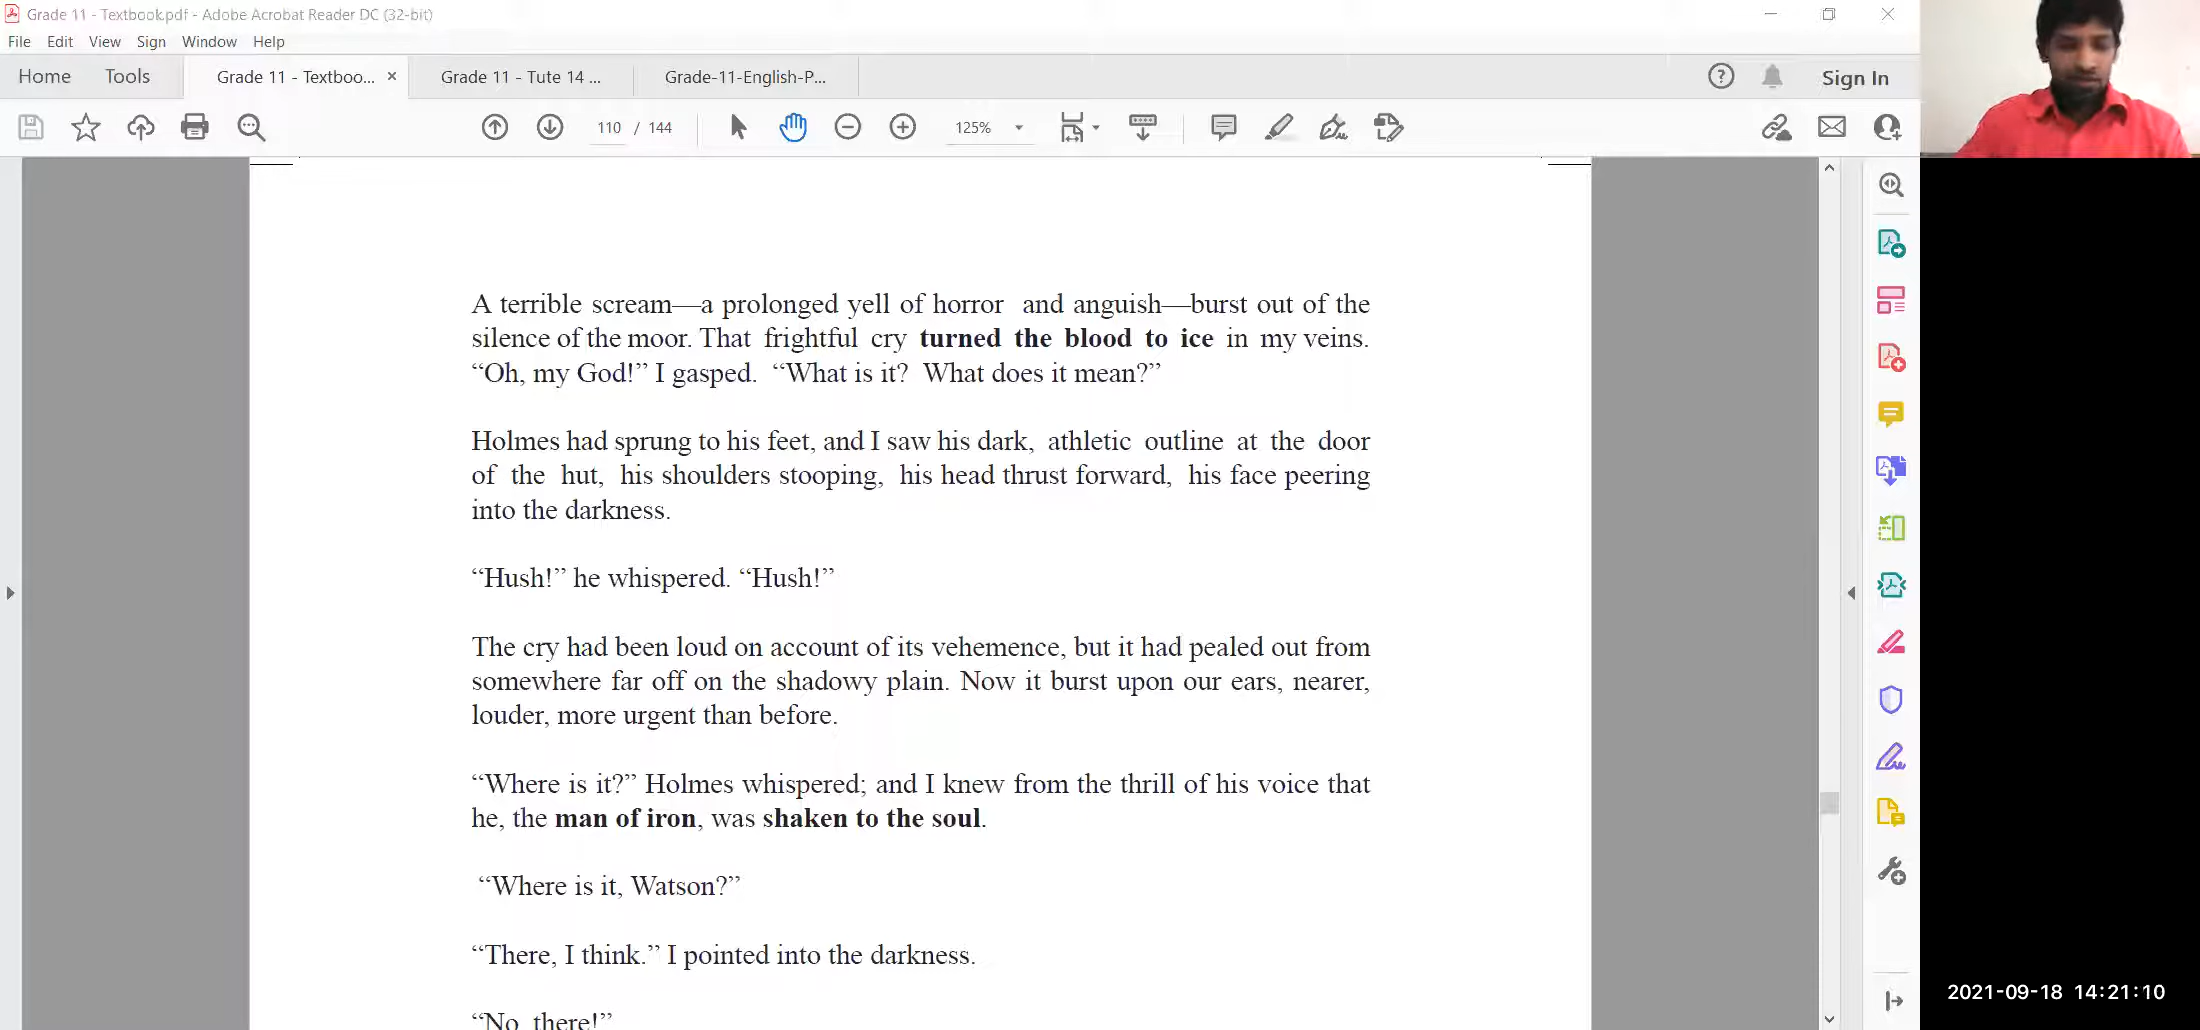 Grade 11 - Textbook.pdf - Adobe Acrobat Reader DC (32-bit)
File Edit View Sign Window Help
Home Tools Grade 11 - Textboo... × Grade 11 - Tute 14 ... Grade-11-English-P... Sign In
110 / 144 125%
A terrible scream—a prolonged yell of horror and anguish—burst out of the
silence of the moor. That frightful cry turned the blood to ice in my veins.
“Oh, my God!” I gasped. “What is it? What does it mean?”
Holmes had sprung to his feet, and I saw his dark, athletic outline at the door
of the hut, his shoulders stooping, his head thrust forward, his face peering
into the darkness.
“Hush!” he whispered. “Hush!”
The cry had been loud on account of its vehemence, but it had pealed out from
somewhere far off on the shadowy plain. Now it burst upon our ears, nearer,
louder, more urgent than before.
“Where is it?” Holmes whispered; and I knew from the thrill of his voice that
he, the man of iron, was shaken to the soul.
“Where is it, Watson?”
“There, I think.” I pointed into the darkness.
“No, there!”
2021-09-18 14:21:10